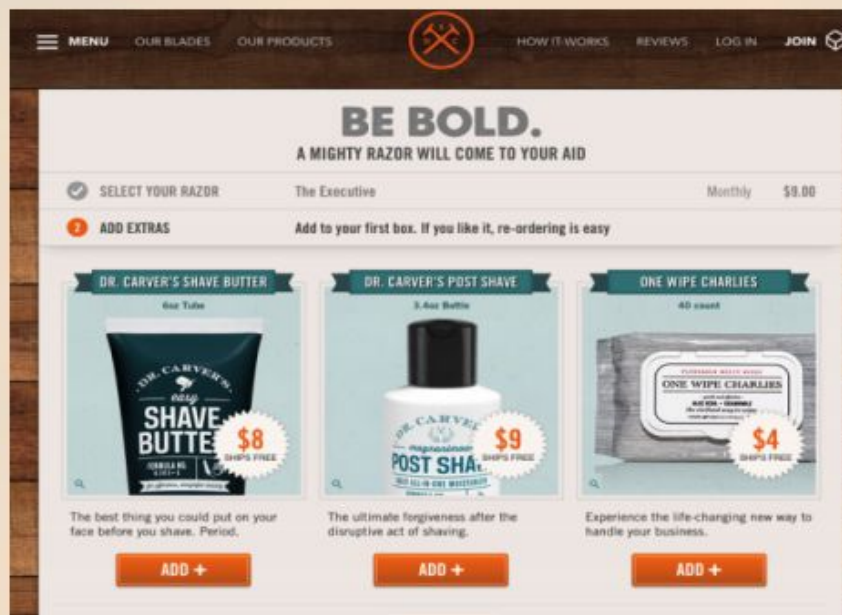 MENU OUR BLADES OUR PRODUCTS HOW IT WORKS REVIEWS LOG IN JOIN
BE BOLD.
A MIGHTY RAZOR WILL COME TO YOUR AID
SELECT YOUR RAZOR The Executive Monthly $9.00
2 ADD EXTRAS Add to your first box. If you like it, re-ordering is easy
DR. CARVER'S SHAVE BUTTER
6oz Tube
DR. CARVER'S
easy
SHAVE
BUTTER
$8
SHIPS FREE
The best thing you could put on your
face before you shave. Period.
ADD +
DR. CARVER'S POST SHAVE
3.4oz Bottle
DR. CARVER'S
POST SHA
$9
SHIPS FREE
The ultimate forgiveness after the
disruptive act of shaving.
ADD +
ONE WIPE CHARLIES
40 count
ONE WIPE CHARLIES
$4
SHIPS FREE
Experience the life-changing new way to
handle your business.
ADD +